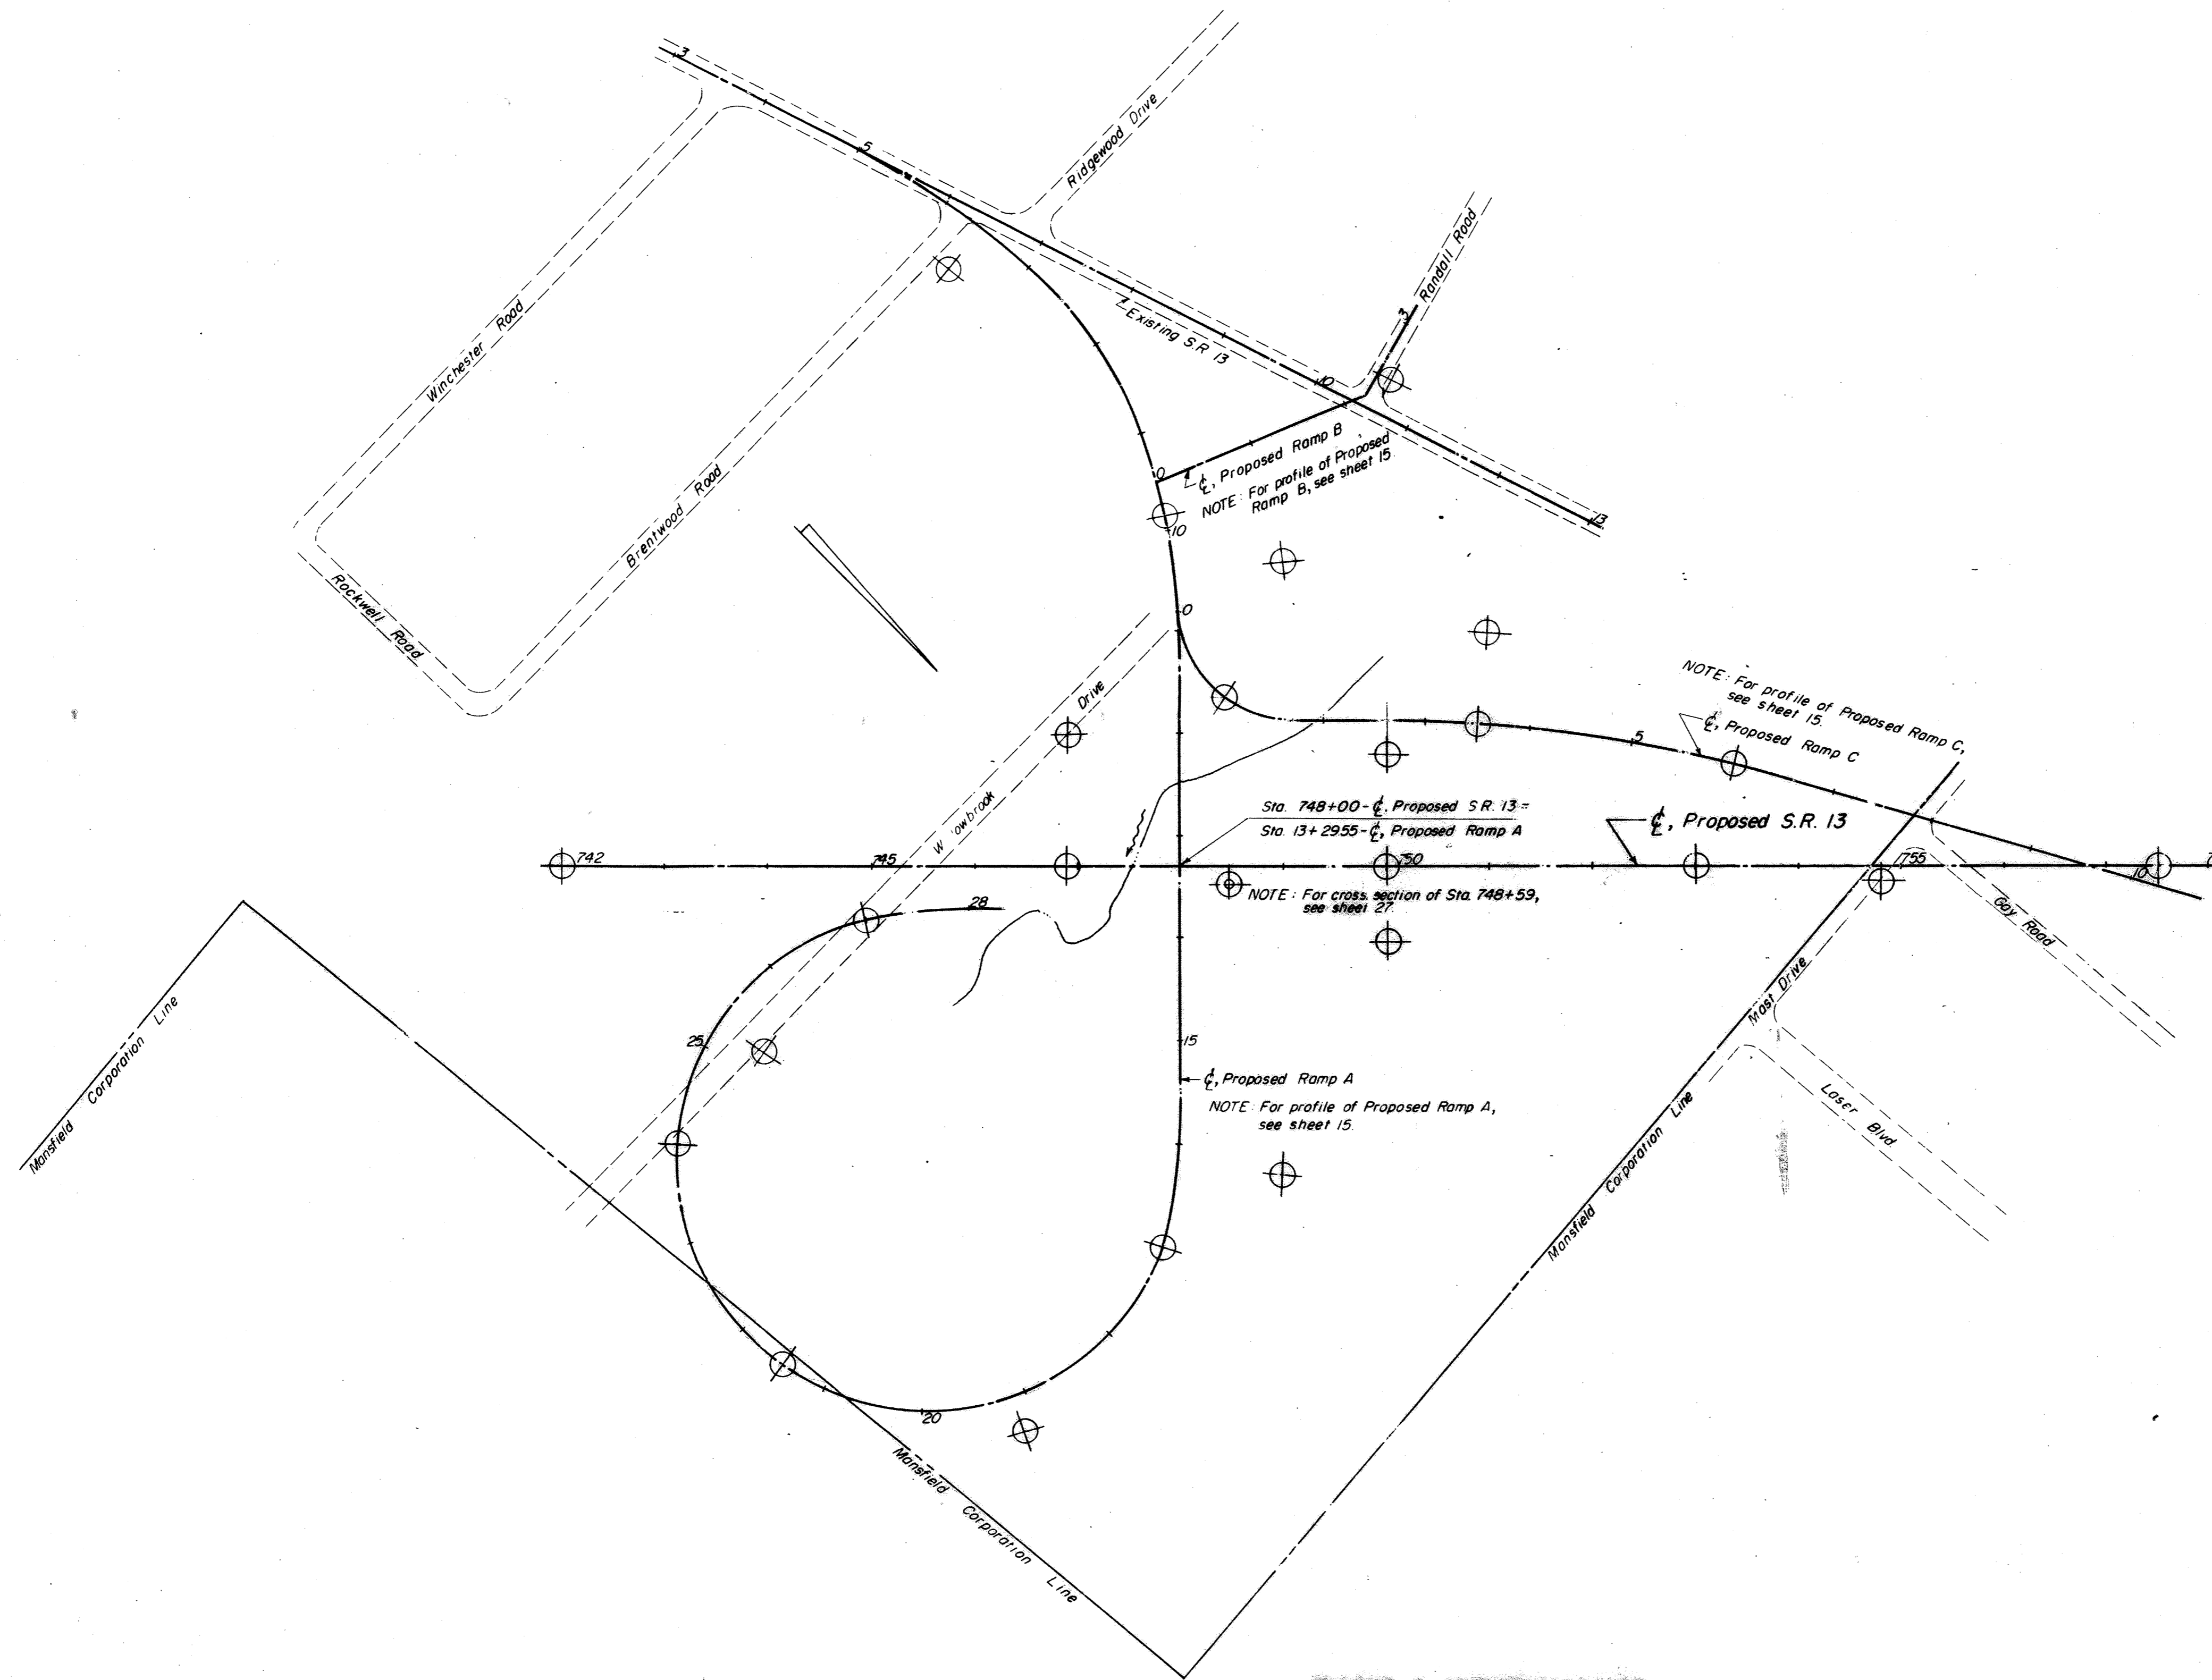 3
5
Ridgewood Drive
Randall Road
3
Winchester Road
Existing S.R. 13
10
13
0
℄, Proposed Ramp B
NOTE: For profile of Proposed
Ramp B, see sheet 15.
10
Brentwood Road
Rockwell Road
0
Drive
owbrook
W
NOTE: For profile of Proposed Ramp C,
see sheet 15.
℄, Proposed Ramp C
5
Sta. 748+00-℄, Proposed S.R. 13=
Sta. 13+29.55-℄, Proposed Ramp A
℄, Proposed S.R. 13
742
745
750
755
10
NOTE: For cross section of Sta. 748+59,
see sheet 27.
28
Gay Road
Mast Drive
Mansfield Corporation Line
25
15
℄, Proposed Ramp A
NOTE: For profile of Proposed Ramp A,
see sheet 15.
Laser Blvd.
Mansfield Corporation Line
20
Mansfield Corporation Line